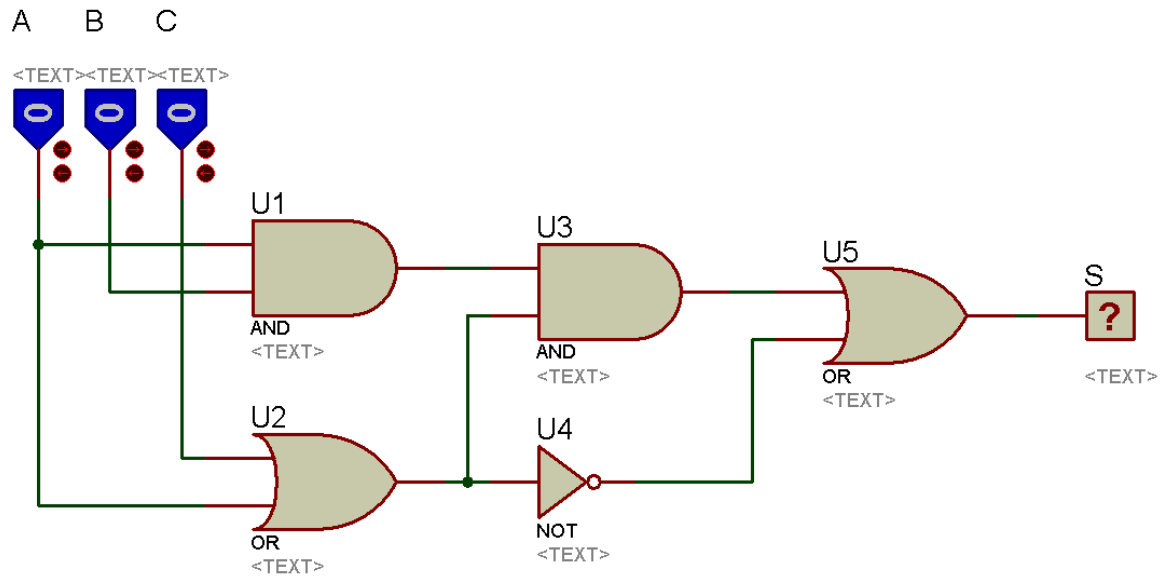 A B C
<TEXT><TEXT><TEXT>
0 0 0
U1
AND
<TEXT>
U3
AND
<TEXT>
U5
OR
<TEXT>
S
?
<TEXT>
U2
OR
<TEXT>
U4
NOT
<TEXT>